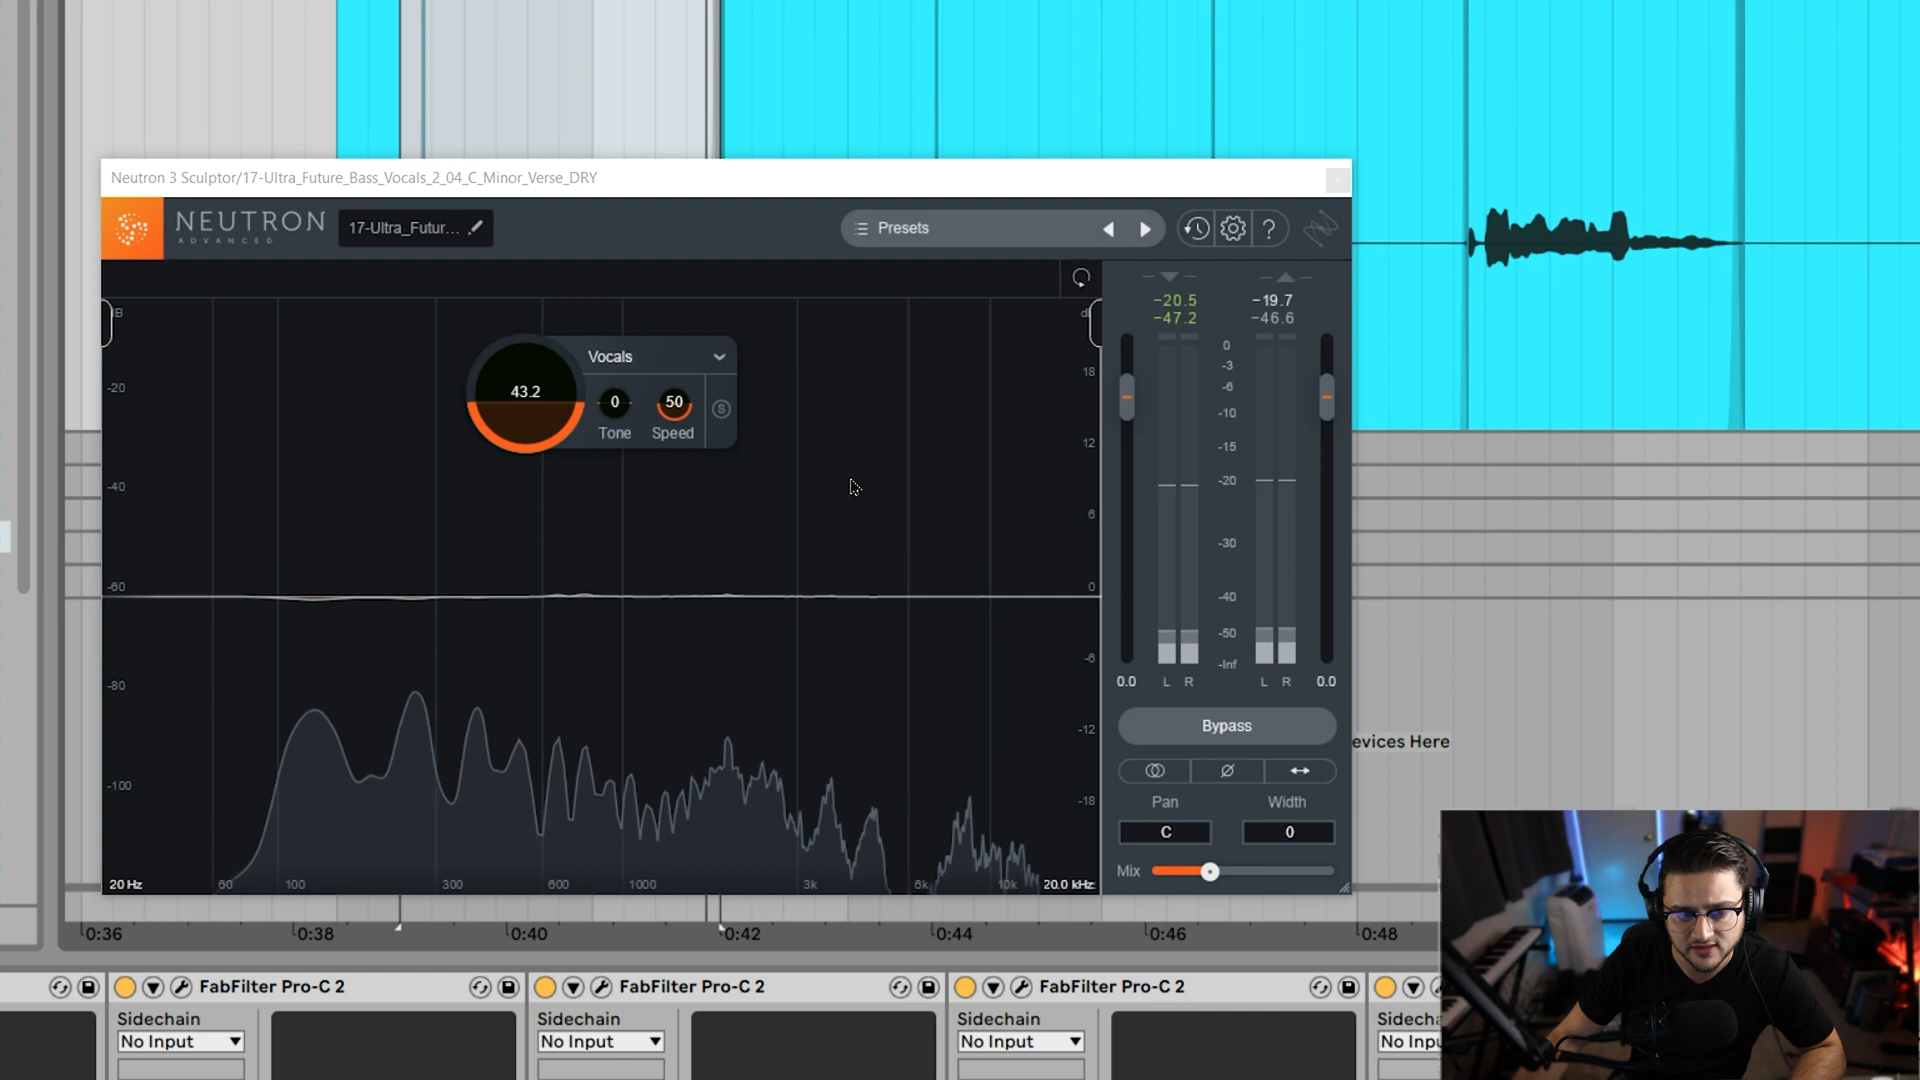 Neutron 3 Sculptor/17-Ultra_Future_Bass_Vocals_2_04_C_Minor_Verse_DRY
NEUTRON
ADVANCED
17-Ultra_Futur...
Presets
?
-20.5
-47.2
-19.7
-46.6
dB
-20
-40
-60
-80
-100
18
12
6
0
-6
-12
-18
43.2
Vocals
0
50
S
Tone
Speed
0
-3
-6
-10
-15
-20
-30
-40
-50
-Inf
0.0
L R
L R
0.0
Bypass
Pan
Width
C
0
Mix
20 Hz
60
100
300
600
1000
3k
6k
10k
20.0 kHz
evices Here
0:36
0:38
0:40
0:42
0:44
0:46
0:48
FabFilter Pro-C 2
FabFilter Pro-C 2
FabFilter Pro-C 2
Sidechain
No Input
Sidechain
No Input
Sidechain
No Input
Sidecha
No Inpu